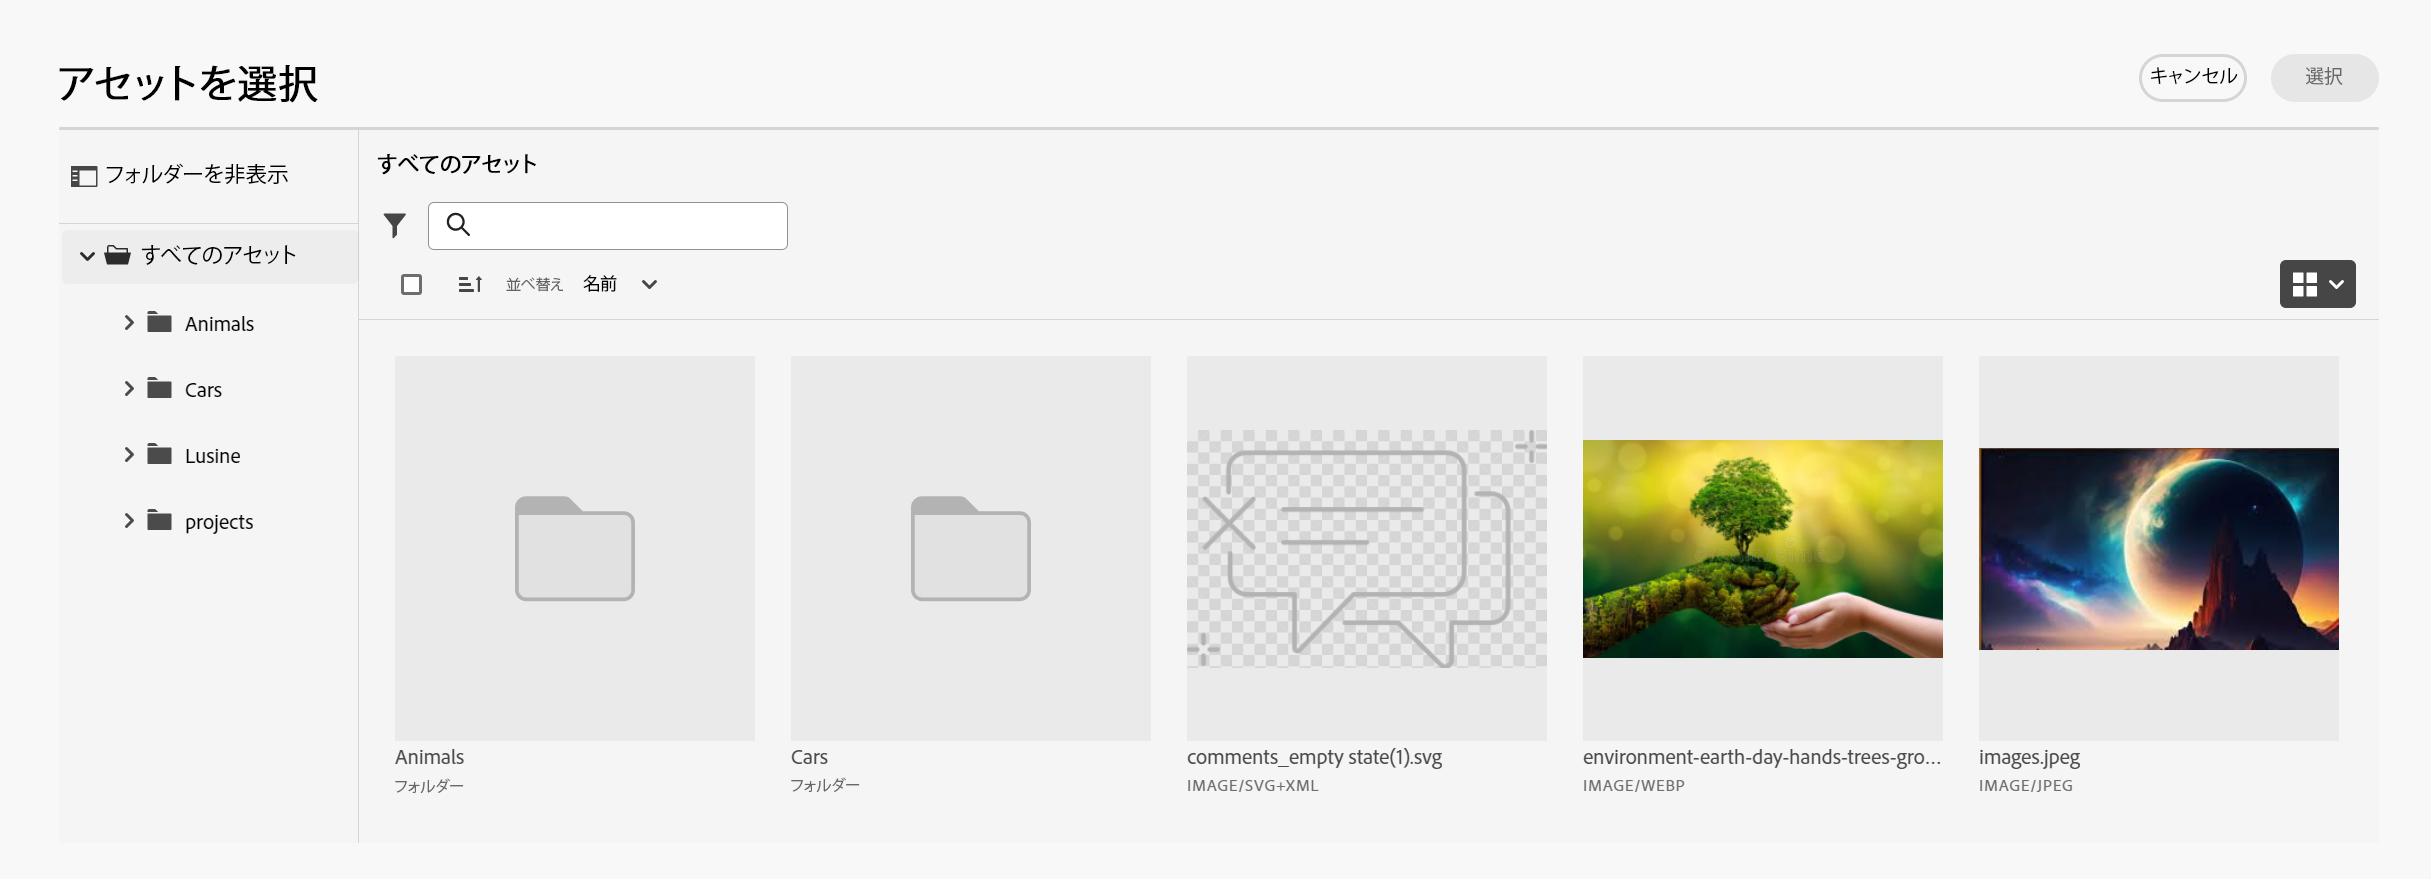 アセットを選択
キャンセル
選択
フォルダーを非表示
すべてのアセット
Animals
Cars
Lusine
projects
すべてのアセット
並べ替え 名前
Animals
フォルダー
Cars
フォルダー
comments_empty state(1).svg
IMAGE/SVG+XML
environment-earth-day-hands-trees-gro...
IMAGE/WEBP
images.jpeg
IMAGE/JPEG